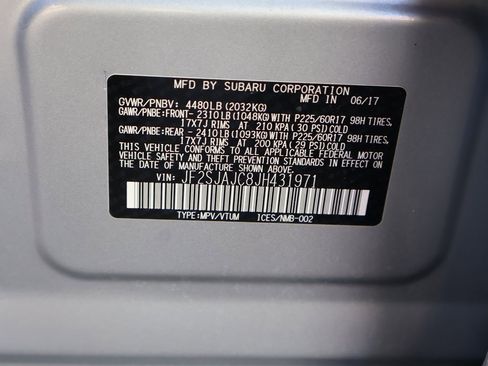 MFD BY SUBARU CORPORATION
GVWR/PNBV: 4480LB (2032KG) MFD IN 06/17
GAWR/PNBE:FRONT- 2310LB (1048KG) WITH P225/60R17 98H TIRES,
17X7J RIMS AT 210 KPA ( 30 PSI) COLD
GAWR/PNBE:REAR - 2410LB (1093KG) WITH P225/60R17 98H TIRES,
17X7J RIMS AT 200 KPA ( 29 PSI) COLD
THIS VEHICLE CONFORMS TO ALL APPLICABLE FEDERAL MOTOR
VEHICLE SAFETY AND THEFT PREVENTION STANDARDS IN EFFECT ON
THE DATE OF MANUFACTURE SHOWN ABOVE.
VIN: JF2SJAJC8JH431971
TYPE:MPV/VTUM ICES/NMB-002